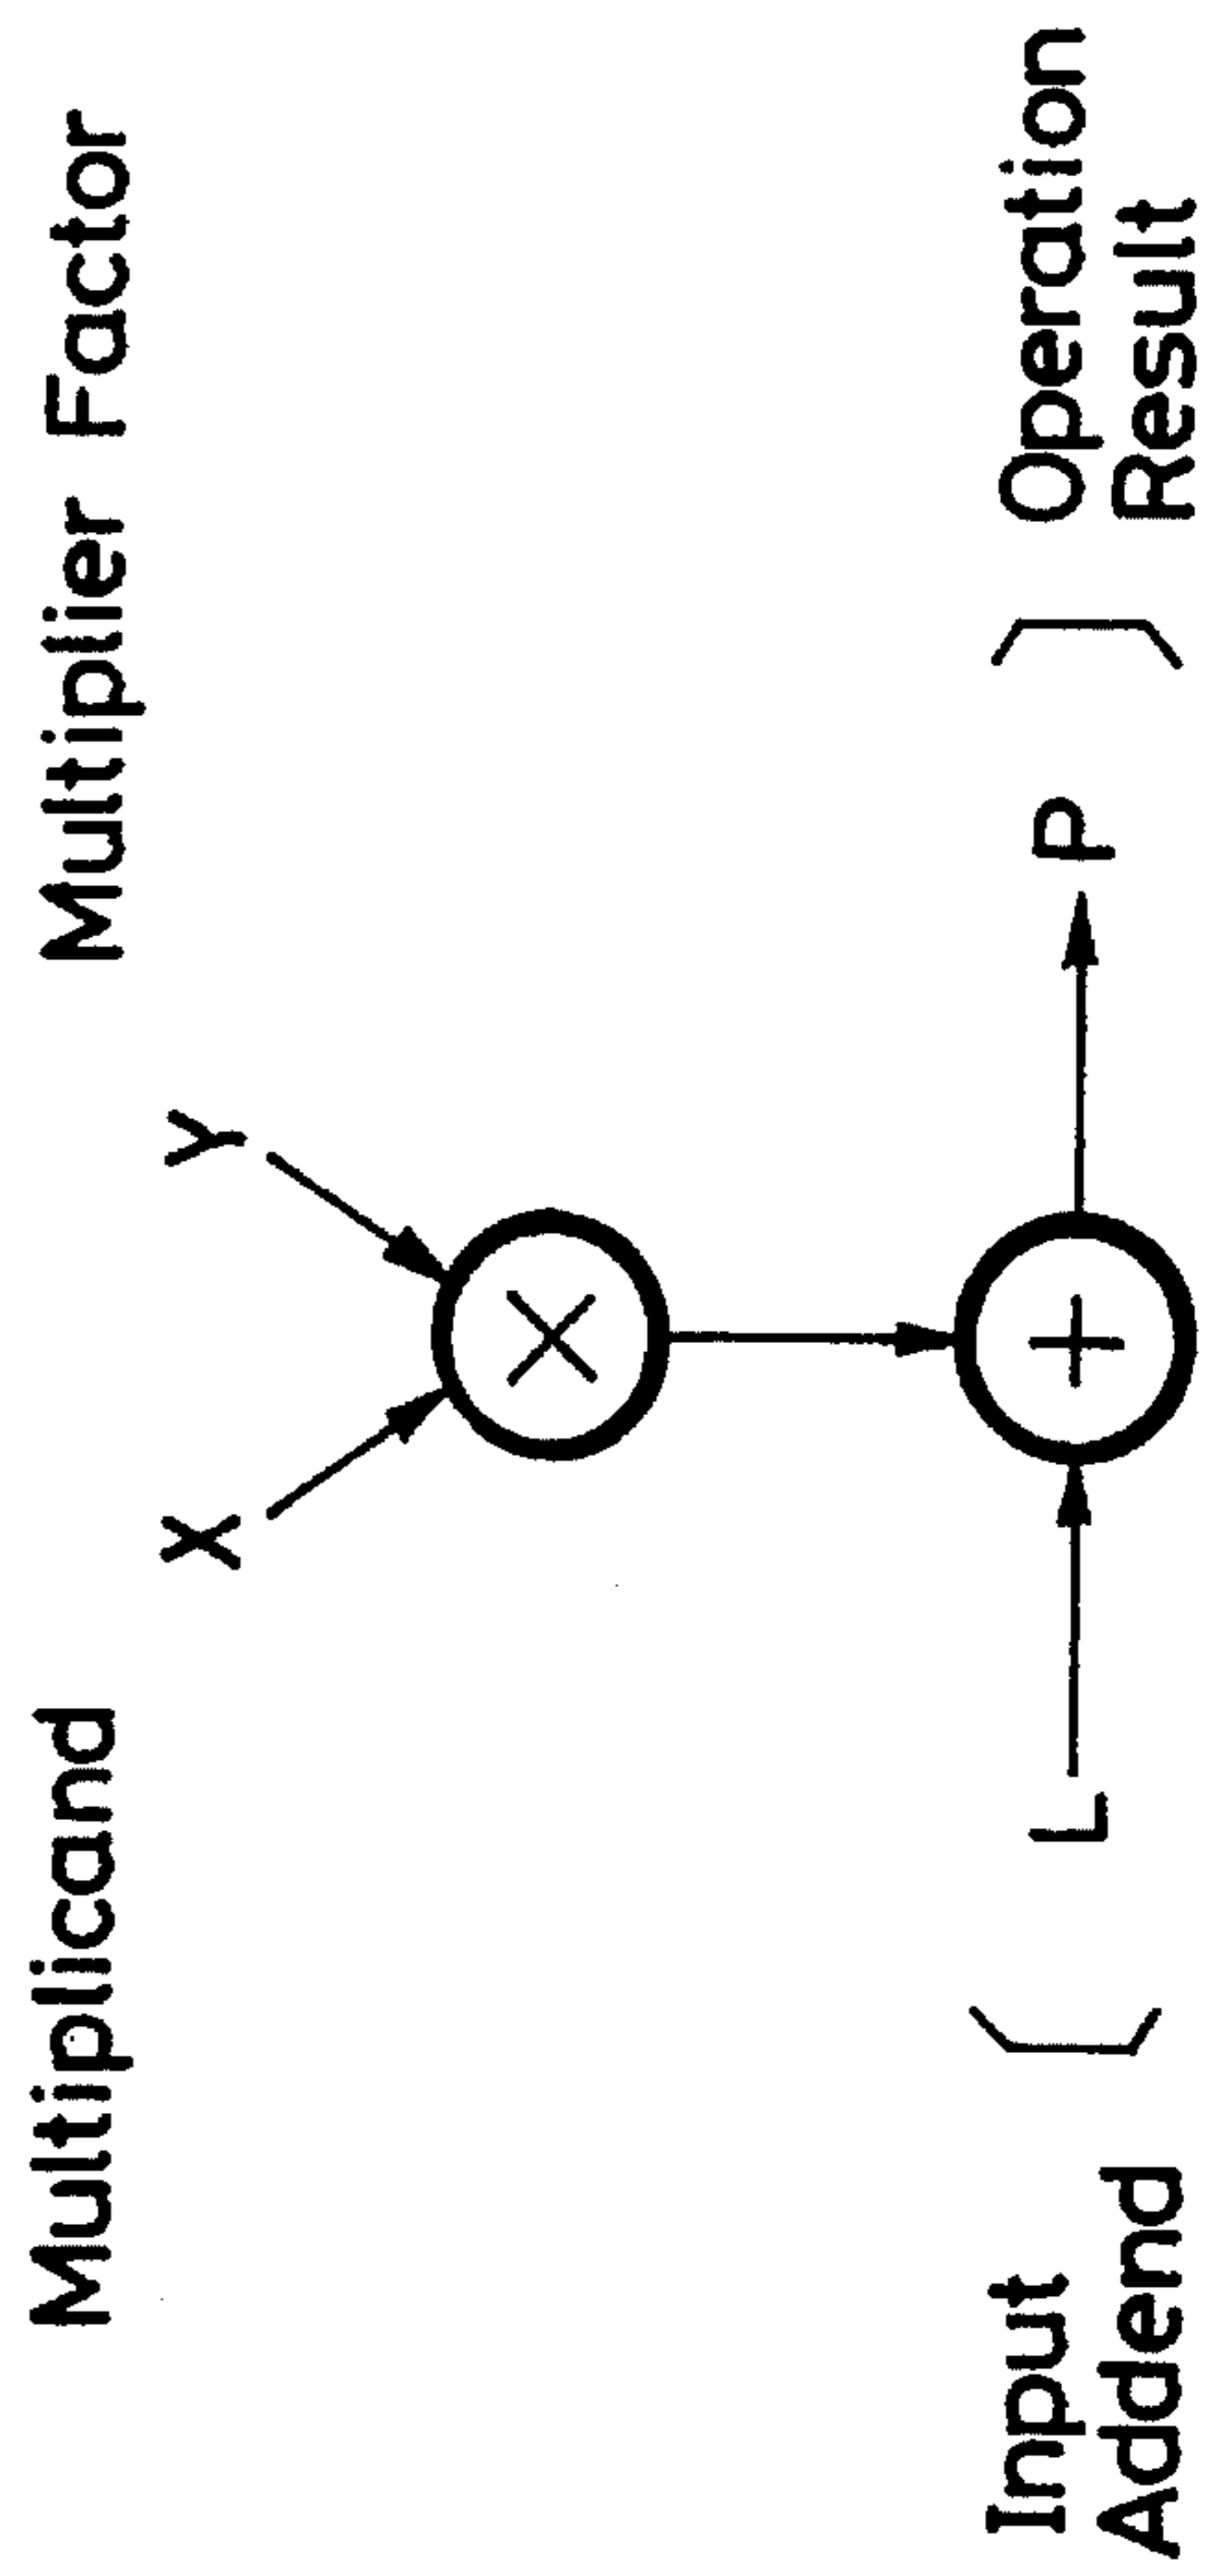 Multiplicand
Multiplier Factor
X
Y
×
Input
Addend
L
+
P
Operation
Result